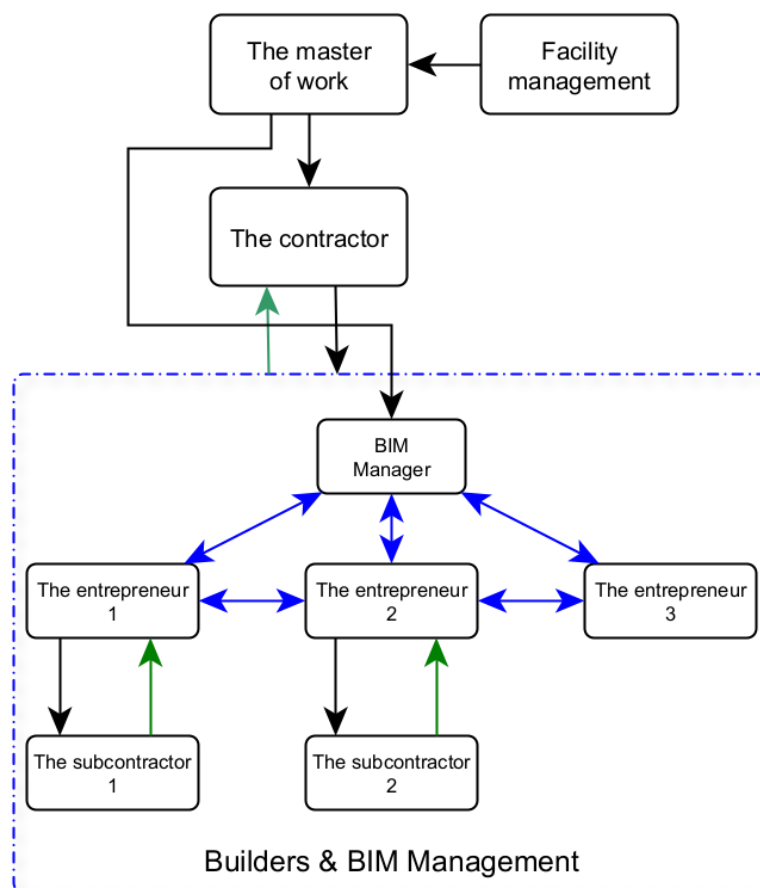 The master
of work
Facility
management
The contractor
BIM
Manager
The entrepreneur
1
The entrepreneur
2
The entrepreneur
3
The subcontractor
1
The subcontractor
2
Builders & BIM Management